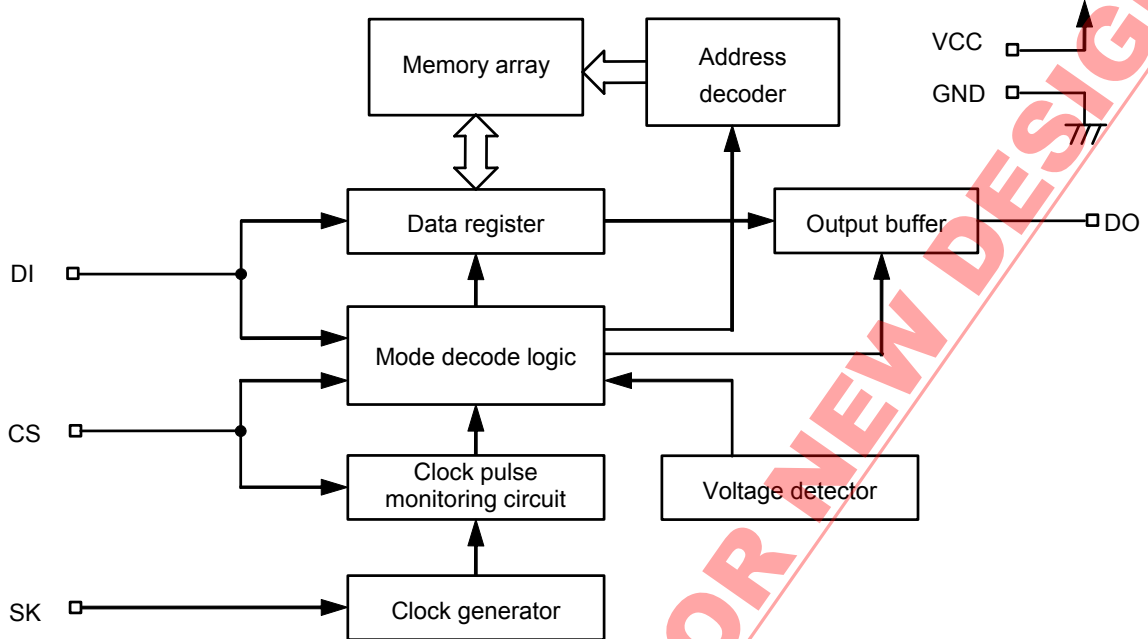 Memory array
Address
decoder
VCC
GND
Data register
Output buffer
DO
DI
Mode decode logic
CS
Clock pulse
monitoring circuit
Voltage detector
SK
Clock generator
OR NEW DESIG